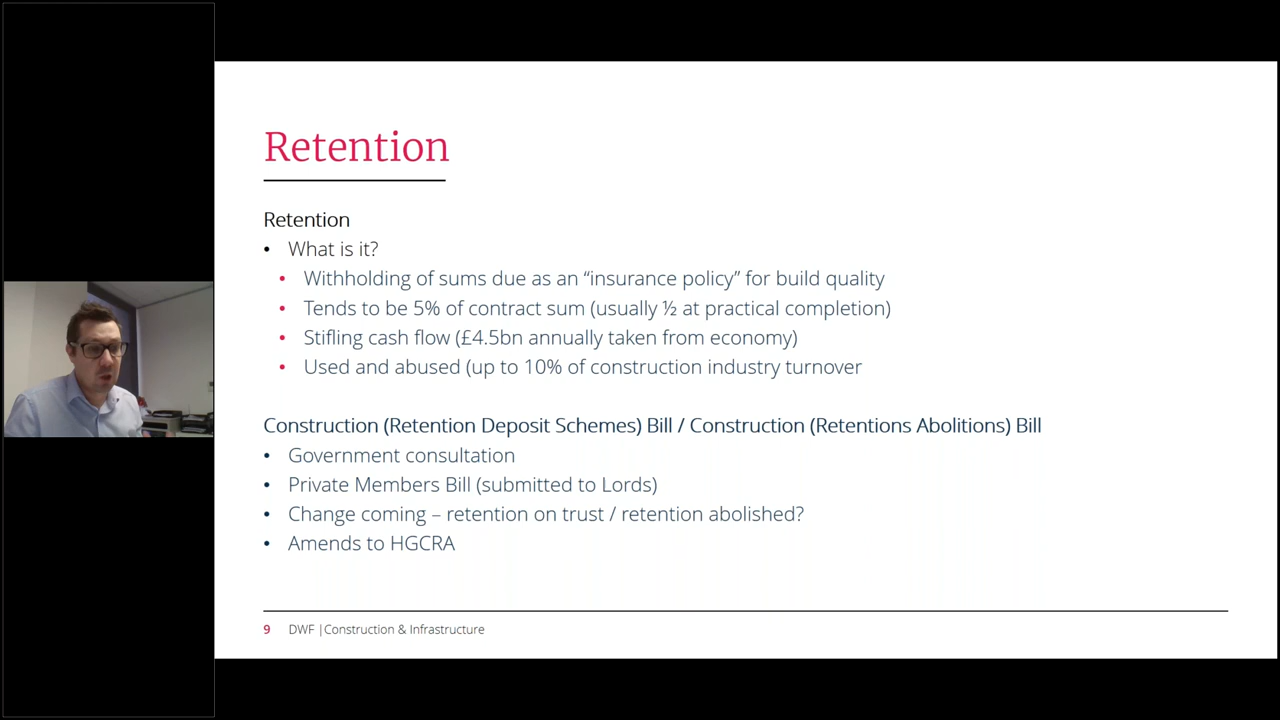 Retention
Retention
• What is it?
• Withholding of sums due as an “insurance policy” for build quality
• Tends to be 5% of contract sum (usually ½ at practical completion)
• Stifling cash flow (£4.5bn annually taken from economy)
• Used and abused (up to 10% of construction industry turnover
Construction (Retention Deposit Schemes) Bill / Construction (Retentions Abolitions) Bill
• Government consultation
• Private Members Bill (submitted to Lords)
• Change coming – retention on trust / retention abolished?
• Amends to HGCRA
9 DWF |Construction & Infrastructure